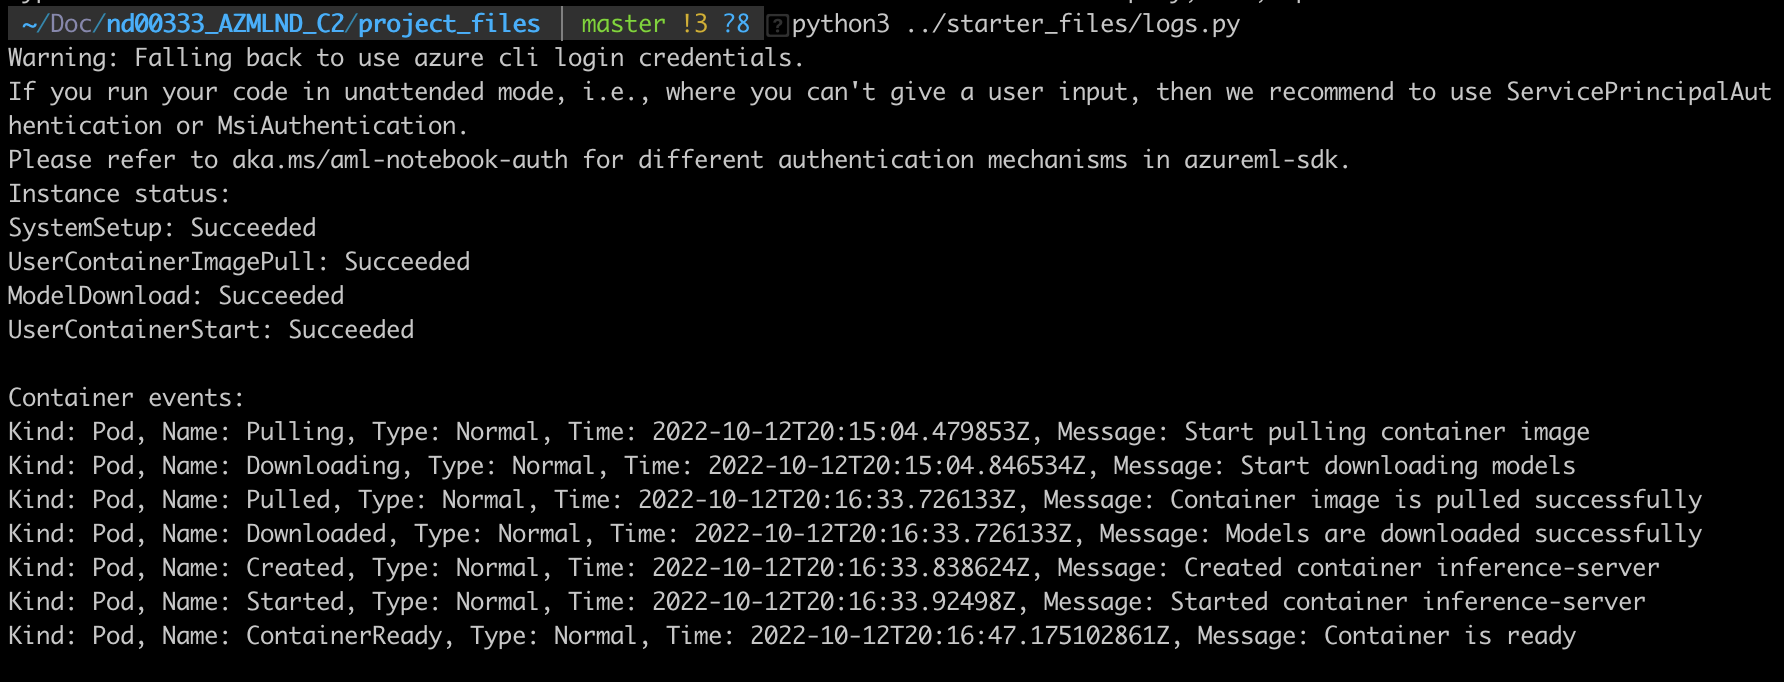 ~/Doc/nd00333_AZMLND_C2/project_files | master !3 ?8 ?python3 ../starter_files/logs.py
Warning: Falling back to use azure cli login credentials.
If you run your code in unattended mode, i.e., where you can't give a user input, then we recommend to use ServicePrincipalAut
hentication or MsiAuthentication.
Please refer to aka.ms/aml-notebook-auth for different authentication mechanisms in azureml-sdk.
Instance status:
SystemSetup: Succeeded
UserContainerImagePull: Succeeded
ModelDownload: Succeeded
UserContainerStart: Succeeded
Container events:
Kind: Pod, Name: Pulling, Type: Normal, Time: 2022-10-12T20:15:04.479853Z, Message: Start pulling container image
Kind: Pod, Name: Downloading, Type: Normal, Time: 2022-10-12T20:15:04.846534Z, Message: Start downloading models
Kind: Pod, Name: Pulled, Type: Normal, Time: 2022-10-12T20:16:33.726133Z, Message: Container image is pulled successfully
Kind: Pod, Name: Downloaded, Type: Normal, Time: 2022-10-12T20:16:33.726133Z, Message: Models are downloaded successfully
Kind: Pod, Name: Created, Type: Normal, Time: 2022-10-12T20:16:33.838624Z, Message: Created container inference-server
Kind: Pod, Name: Started, Type: Normal, Time: 2022-10-12T20:16:33.92498Z, Message: Started container inference-server
Kind: Pod, Name: ContainerReady, Type: Normal, Time: 2022-10-12T20:16:47.175102861Z, Message: Container is ready